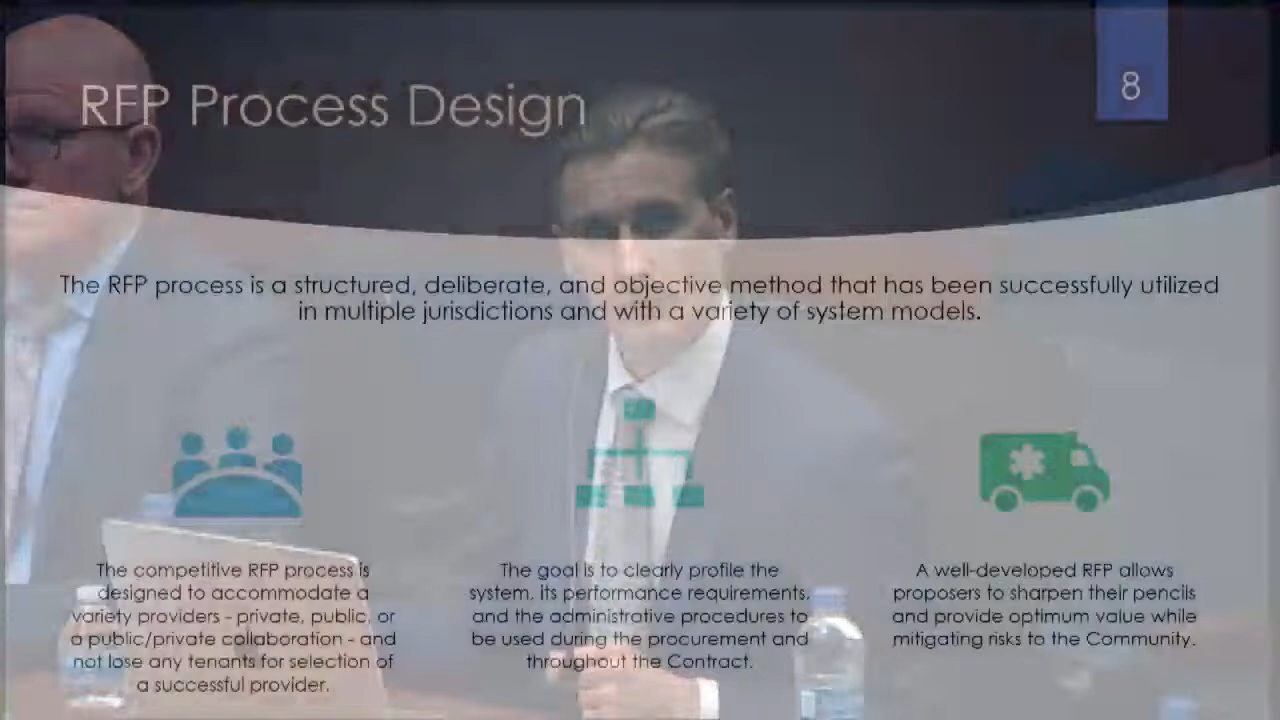 RFP Process Design
8
The RFP process is a structured, deliberate, and objective method that has been successfully utilized
in multiple jurisdictions and with a variety of system models.
The competitive RFP process is
designed to accommodate a
variety providers - private, public, or
a public/private collaboration - and
not lose any tenants for selection of
a successful provider.
The goal is to clearly profile the
system, its performance requirements,
and the administrative procedures to
be used during the procurement and
throughout the Contract.
A well-developed RFP allows
proposers to sharpen their pencils
and provide optimum value while
mitigating risks to the Community.